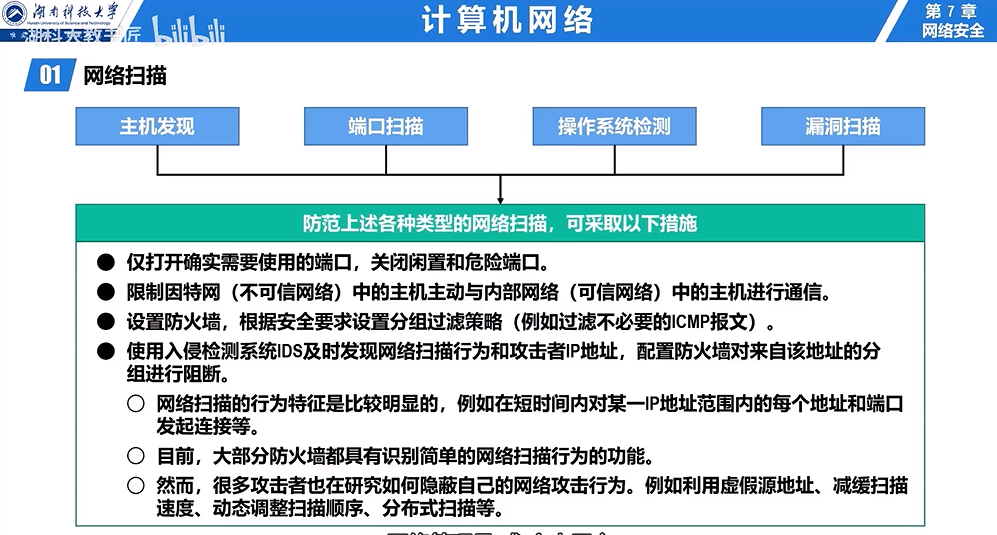 湖南科技大学
Hunan University of Science and Technology
湖科大教书匠 bilibili
计算机网络
第 7 章
网络安全
01 网络扫描
主机发现 端口扫描 操作系统检测 漏洞扫描
防范上述各种类型的网络扫描，可采取以下措施
● 仅打开确实需要使用的端口，关闭闲置和危险端口。
● 限制因特网（不可信网络）中的主机主动与内部网络（可信网络）中的主机进行通信。
● 设置防火墙，根据安全要求设置分组过滤策略（例如过滤不必要的ICMP报文）。
● 使用入侵检测系统IDS及时发现网络扫描行为和攻击者IP地址，配置防火墙对来自该地址的分
组进行阻断。
○ 网络扫描的行为特征是比较明显的，例如在短时间内对某一IP地址范围内的每个地址和端口
发起连接等。
○ 目前，大部分防火墙都具有识别简单的网络扫描行为的功能。
○ 然而，很多攻击者也在研究如何隐蔽自己的网络攻击行为。例如利用虚假源地址、减缓扫描
速度、动态调整扫描顺序、分布式扫描等。